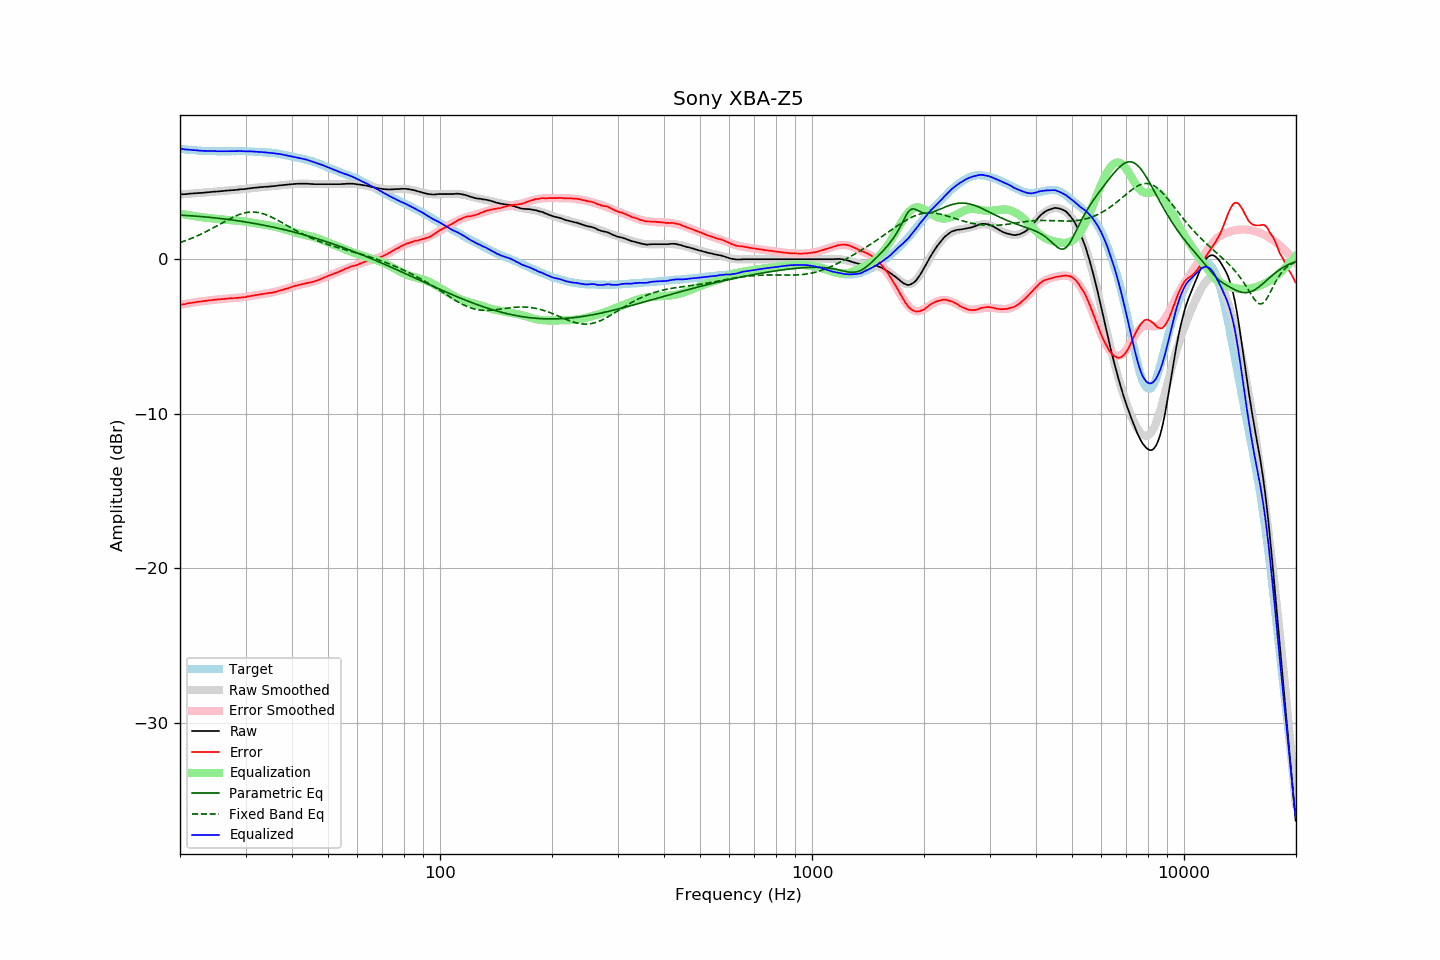 Sony XBA-Z5
Amplitude (dBr)
0
−10
−20
−30
Target
Raw Smoothed
Error Smoothed
Raw
Error
Equalization
Parametric Eq
Fixed Band Eq
Equalized
100
1000
10000
Frequency (Hz)